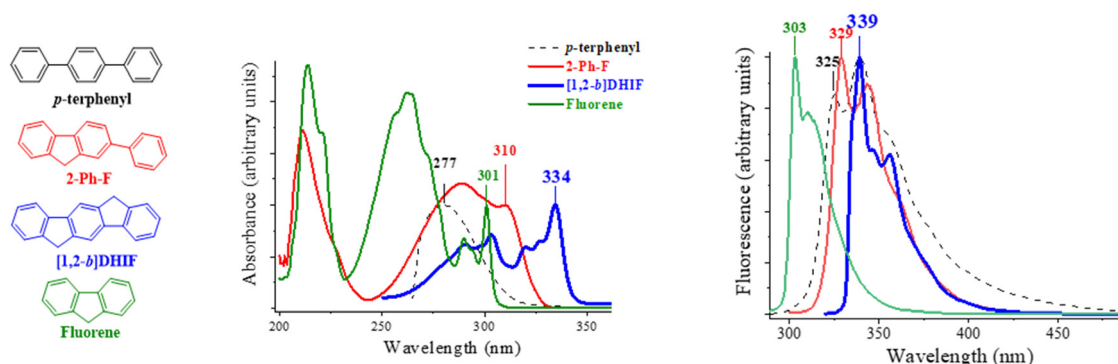 p-terphenyl
2-Ph-F
[1,2-b]DHIF
Fluorene
Absorbance (arbitrary units)
p-terphenyl
2-Ph-F
[1,2-b]DHIF
Fluorene
277
301
310
334
200
250
300
350
Wavelength (nm)
Fluorescence (arbitrary units)
303
325
329
339
300
350
400
450
Wavelength (nm)